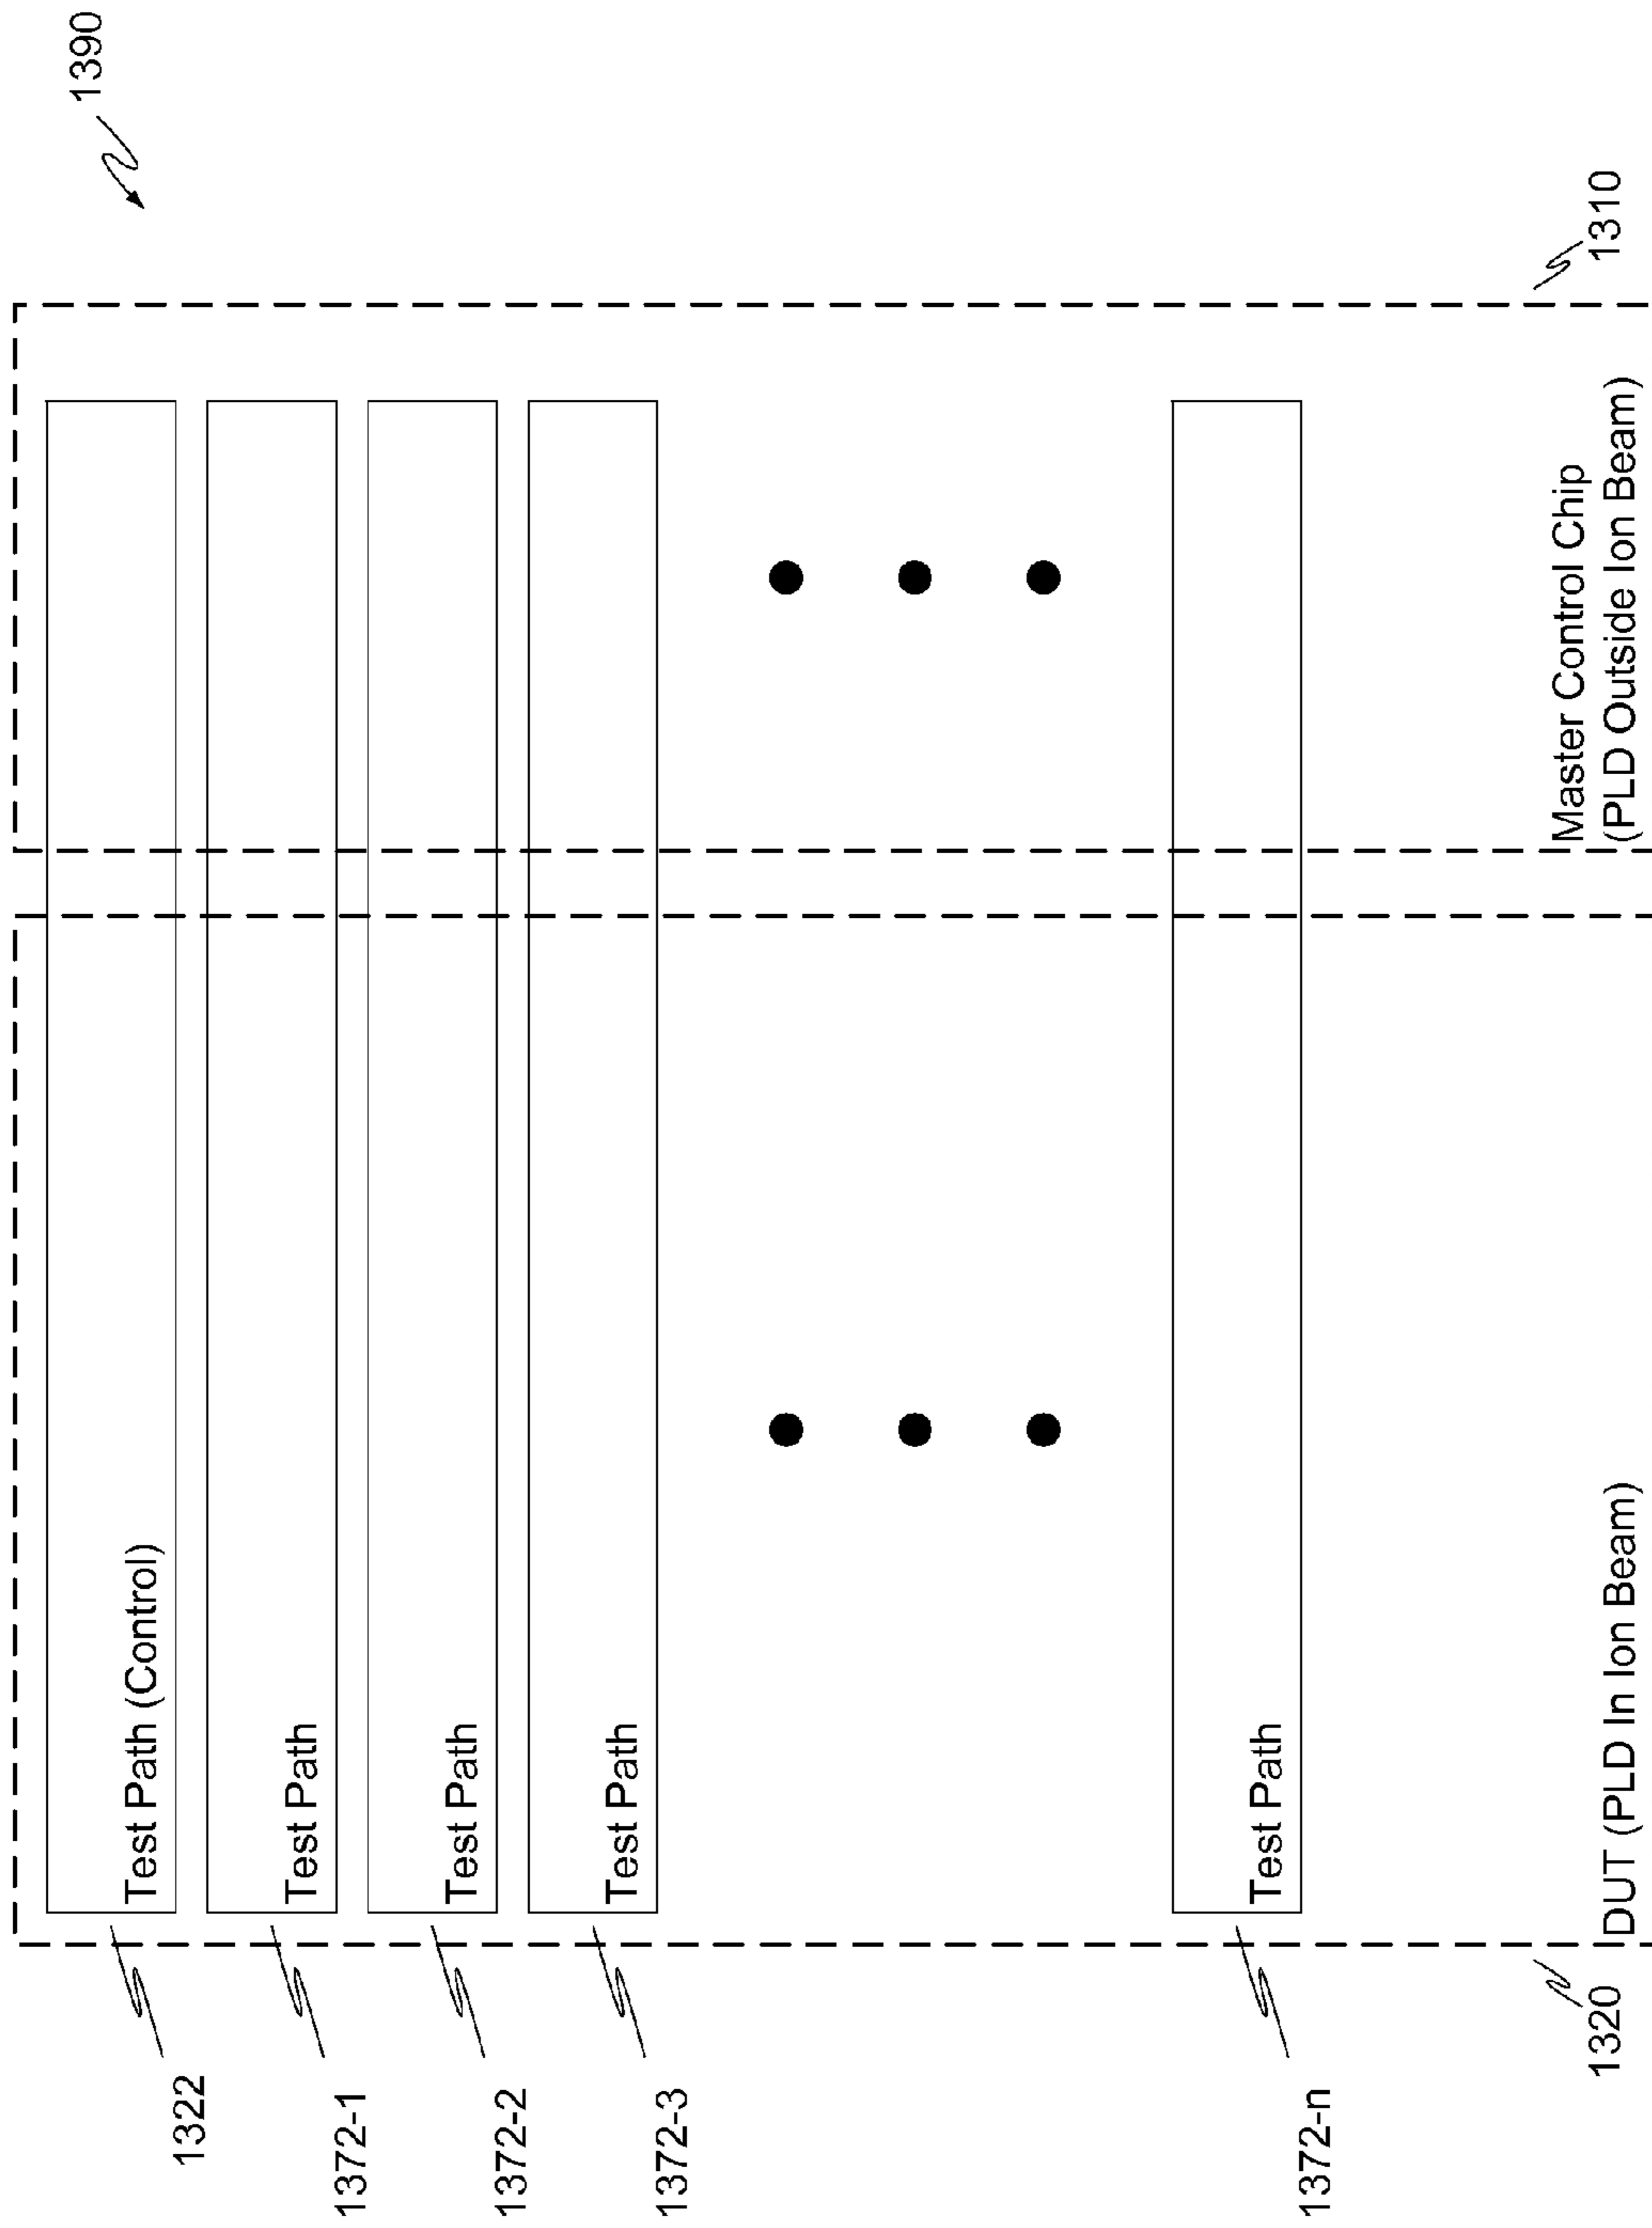 1390
1322
Test Path (Control)
1372-1
Test Path
1372-2
Test Path
1372-3
Test Path
1372-n
Test Path
1320
DUT (PLD In Ion Beam)
Master Control Chip
(PLD Outside Ion Beam)
1310